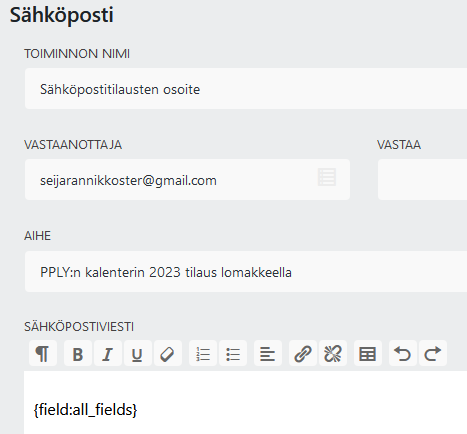 Sähköposti
TOIMINNON NIMI
Sähköpostitilausten osoite
VASTAANOTTAJA
VASTAA
seijarannikkoster@gmail.com
AIHE
PPLY:n kalenterin 2023 tilaus lomakkeella
SÄHKÖPOSTIVIESTI
B I U
{field:all_fields}